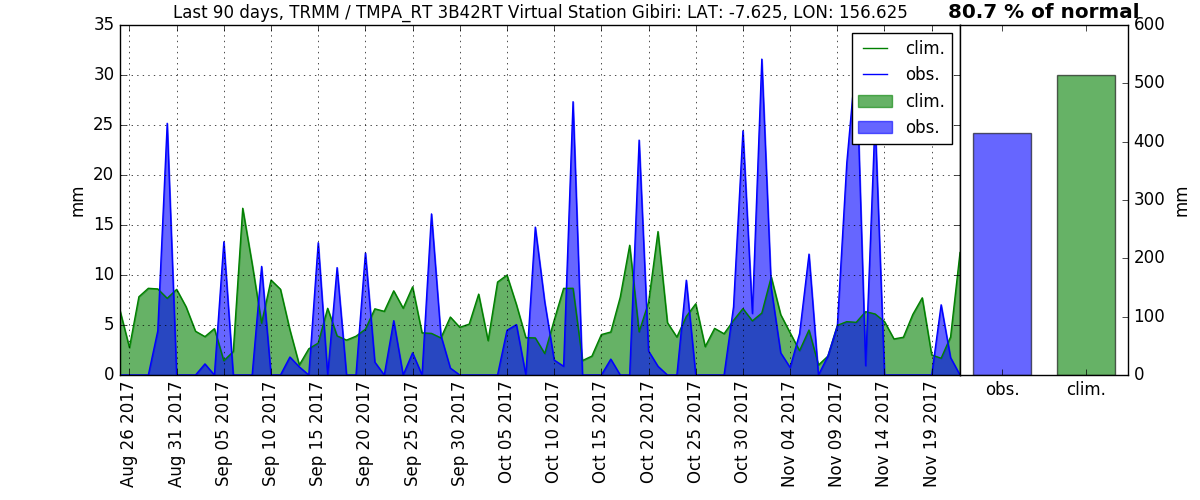 Last 90 days, TRMM / TMPA_RT 3B42RT Virtual Station Gibiri: LAT: -7.625, LON: 156.625
80.7 % of normal
35
30
25
20
15
10
5
0
mm
clim.
obs.
clim.
obs.
600
500
400
300
200
100
0
mm
obs.
clim.
Aug 26 2017
Aug 31 2017
Sep 05 2017
Sep 10 2017
Sep 15 2017
Sep 20 2017
Sep 25 2017
Sep 30 2017
Oct 05 2017
Oct 10 2017
Oct 15 2017
Oct 20 2017
Oct 25 2017
Oct 30 2017
Nov 04 2017
Nov 09 2017
Nov 14 2017
Nov 19 2017